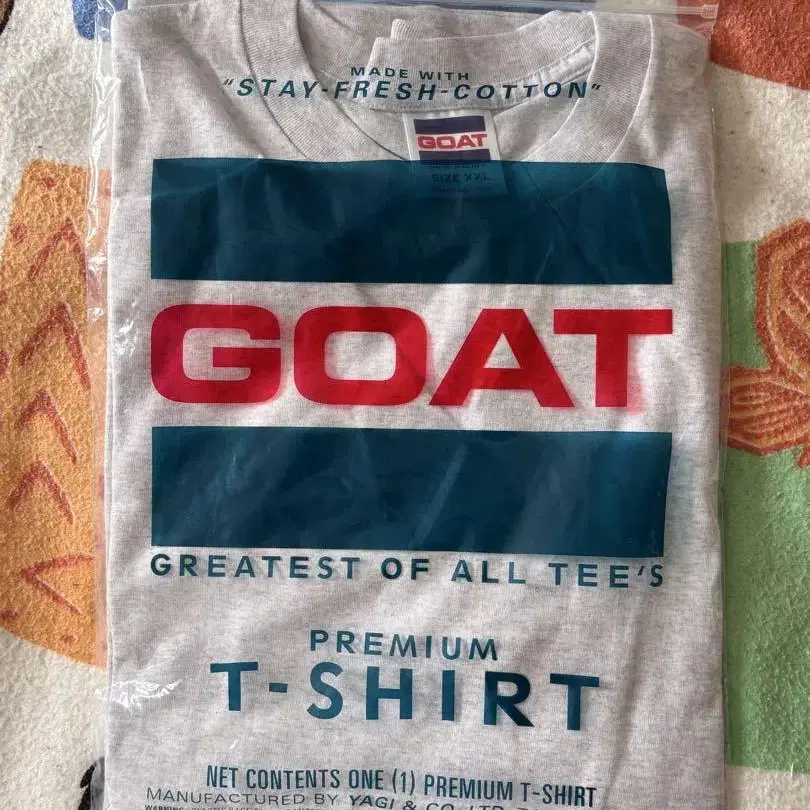 MADE WITH
"STAY-FRESH-COTTON"
GOAT
SIZE XXL
GOAT
GREATEST OF ALL TEE'S
PREMIUM
T-SHIRT
NET CONTENTS ONE (1) PREMIUM T-SHIRT
MANUFACTURED BY YAGI & CO., LTD.